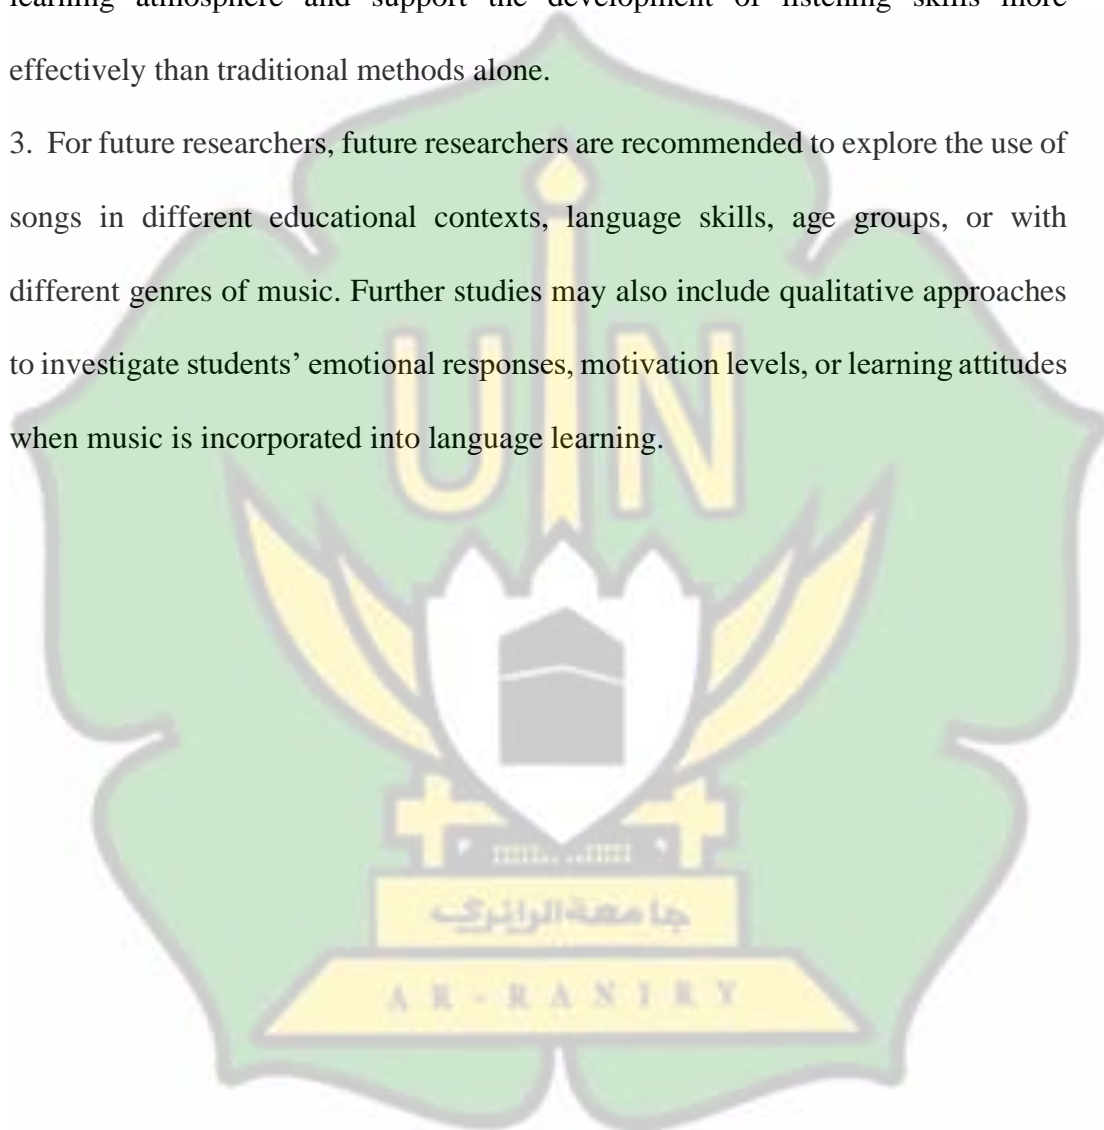 learning atmosphere and support the development of listening skills more
effectively than traditional methods alone.
3. For future researchers, future researchers are recommended to explore the use of
songs in different educational contexts, language skills, age groups, or with
different genres of music. Further studies may also include qualitative approaches
to investigate students’ emotional responses, motivation levels, or learning attitudes
when music is incorporated into language learning.
UIN
جامعة الرانري
AR-RANIRY